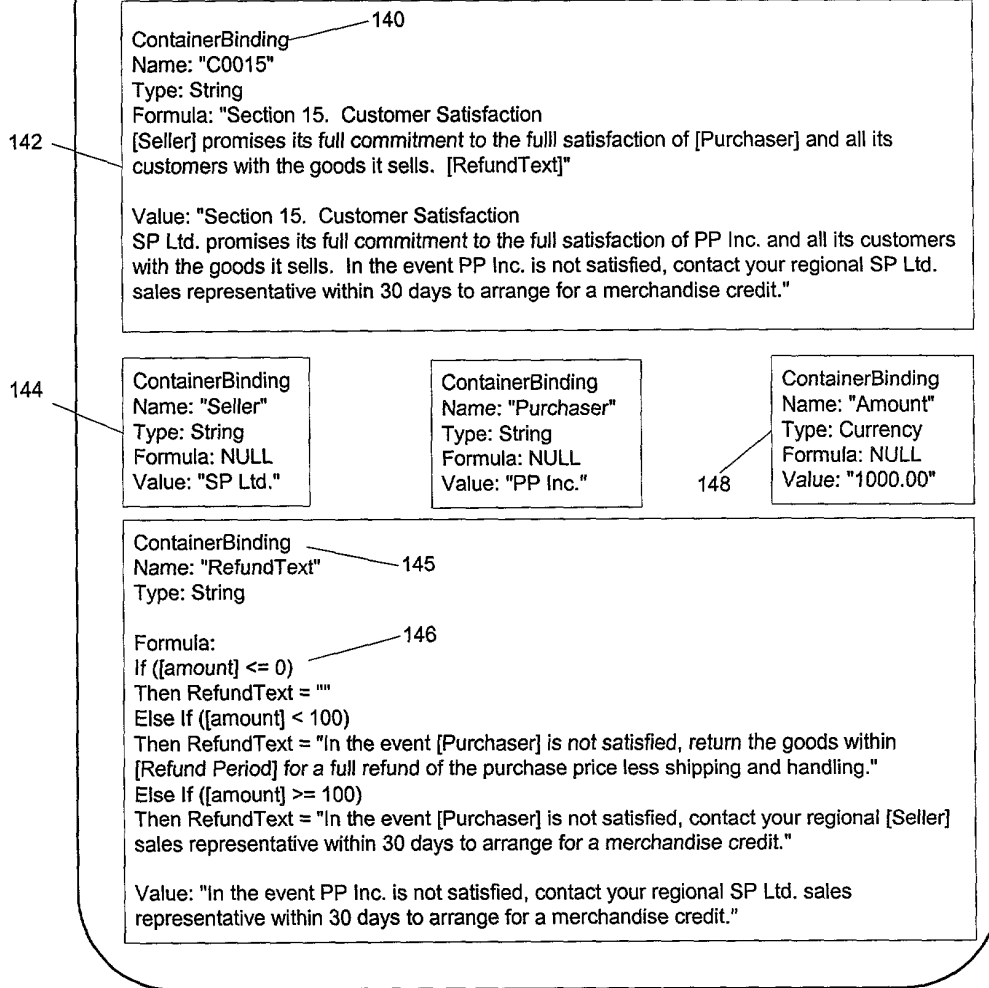 140
ContainerBinding
Name: "C0015"
Type: String
Formula: "Section 15. Customer Satisfaction
142
[Seller] promises its full commitment to the fulll satisfaction of [Purchaser] and all its
customers with the goods it sells. [RefundText]"
Value: "Section 15. Customer Satisfaction
SP Ltd. promises its full commitment to the full satisfaction of PP Inc. and all its customers
with the goods it sells. In the event PP Inc. is not satisfied, contact your regional SP Ltd.
sales representative within 30 days to arrange for a merchandise credit."
144
ContainerBinding
Name: "Seller"
Type: String
Formula: NULL
Value: "SP Ltd."
ContainerBinding
Name: "Purchaser"
Type: String
Formula: NULL
Value: "PP Inc."
148
ContainerBinding
Name: "Amount"
Type: Currency
Formula: NULL
Value: "1000.00"
ContainerBinding
145
Name: "RefundText"
Type: String
Formula:
146
If ([amount] <= 0)
Then RefundText = ""
Else If ([amount] < 100)
Then RefundText = "In the event [Purchaser] is not satisfied, return the goods within
[Refund Period] for a full refund of the purchase price less shipping and handling."
Else If ([amount] >= 100)
Then RefundText = "In the event [Purchaser] is not satisfied, contact your regional [Seller]
sales representative within 30 days to arrange for a merchandise credit."
Value: "In the event PP Inc. is not satisfied, contact your regional SP Ltd. sales
representative within 30 days to arrange for a merchandise credit."